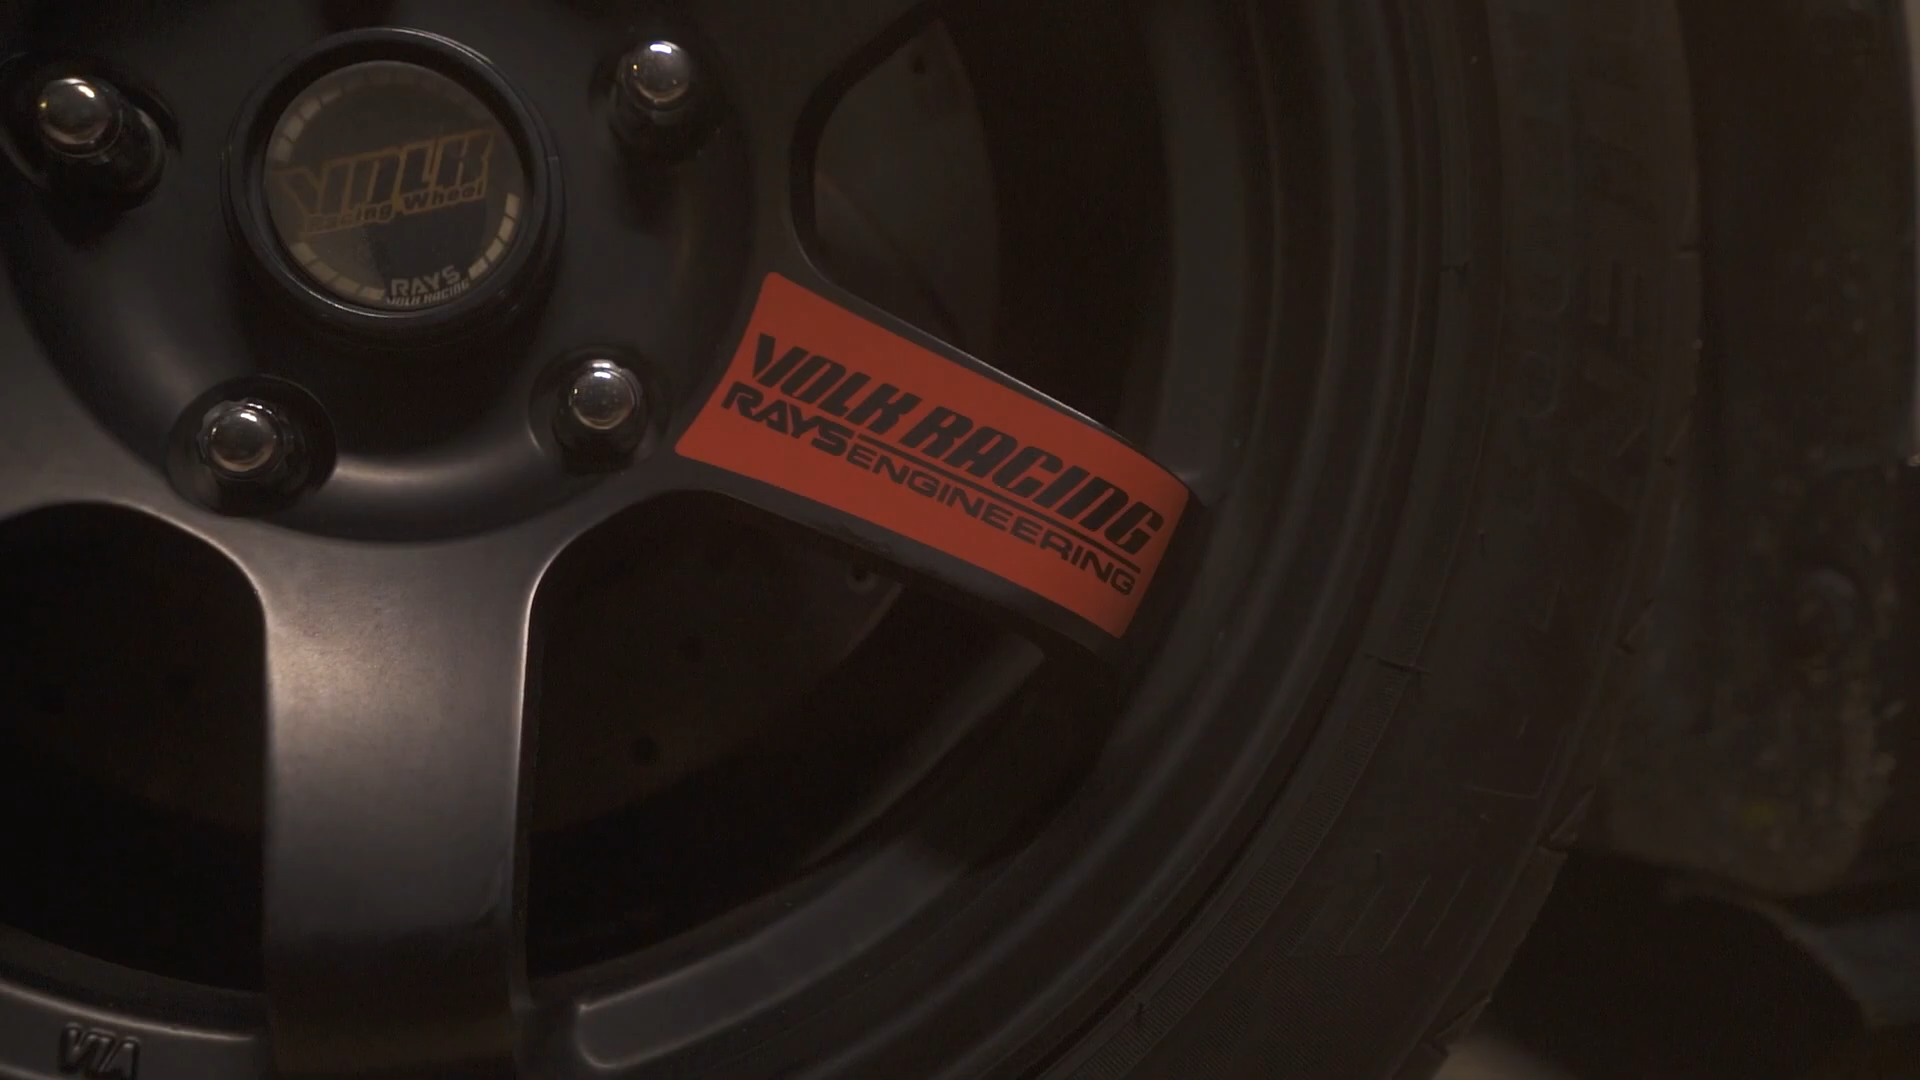 VOLK
Racing Wheel
RAYS
VOLK RACING
VOLK RACING
RAYS ENGINEERING
VIA